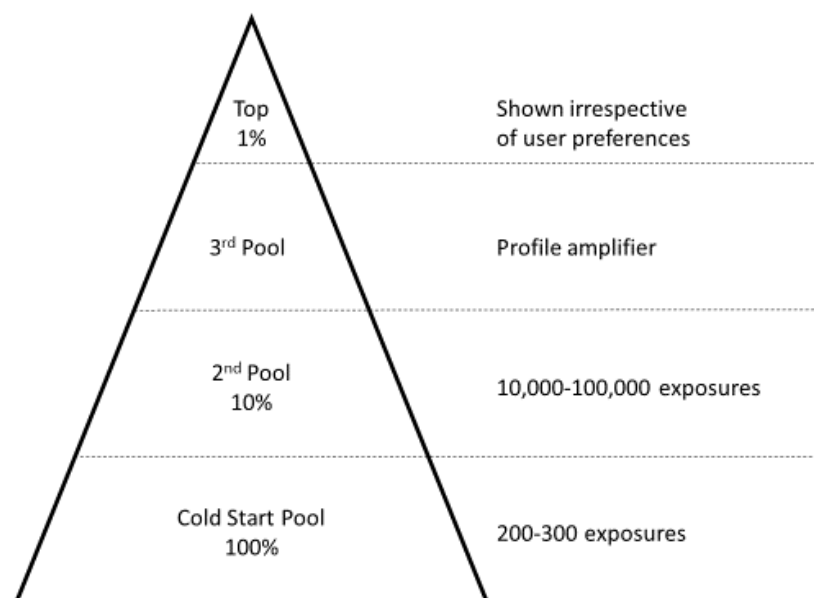 Top
1%
Shown irrespective
of user preferences
3rd Pool
Profile amplifier
2nd Pool
10%
10,000-100,000 exposures
Cold Start Pool
100%
200-300 exposures